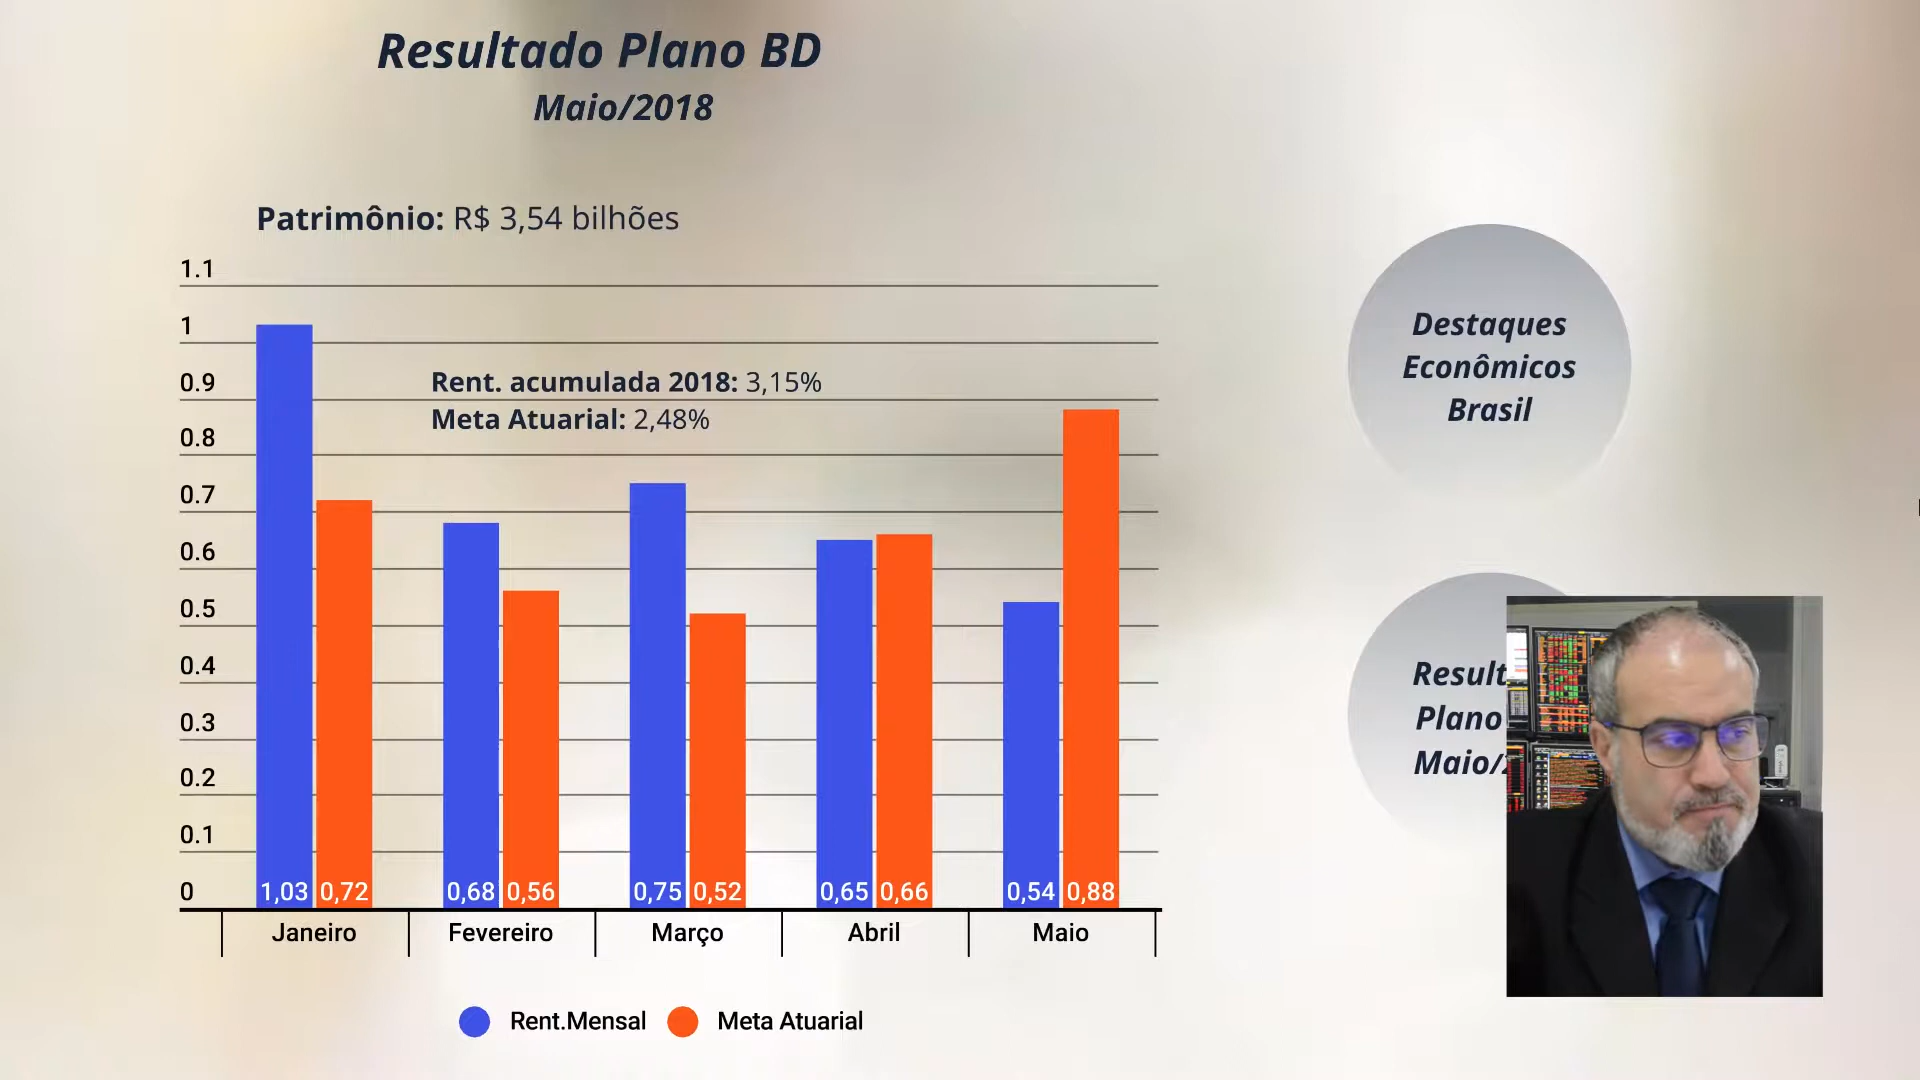 Resultado Plano BD
Maio/2018
Patrimônio: R$ 3,54 bilhões
1.1
1
0.9
0.8
0.7
0.6
0.5
0.4
0.3
0.2
0.1
0
Rent. acumulada 2018: 3,15%
Meta Atuarial: 2,48%
1,03 0,72 0,68 0,56 0,75 0,52 0,65 0,66 0,54 0,88
Janeiro Fevereiro Março Abril Maio
Rent.Mensal Meta Atuarial
Destaques
Econômicos
Brasil
Result
Plano
Maio/